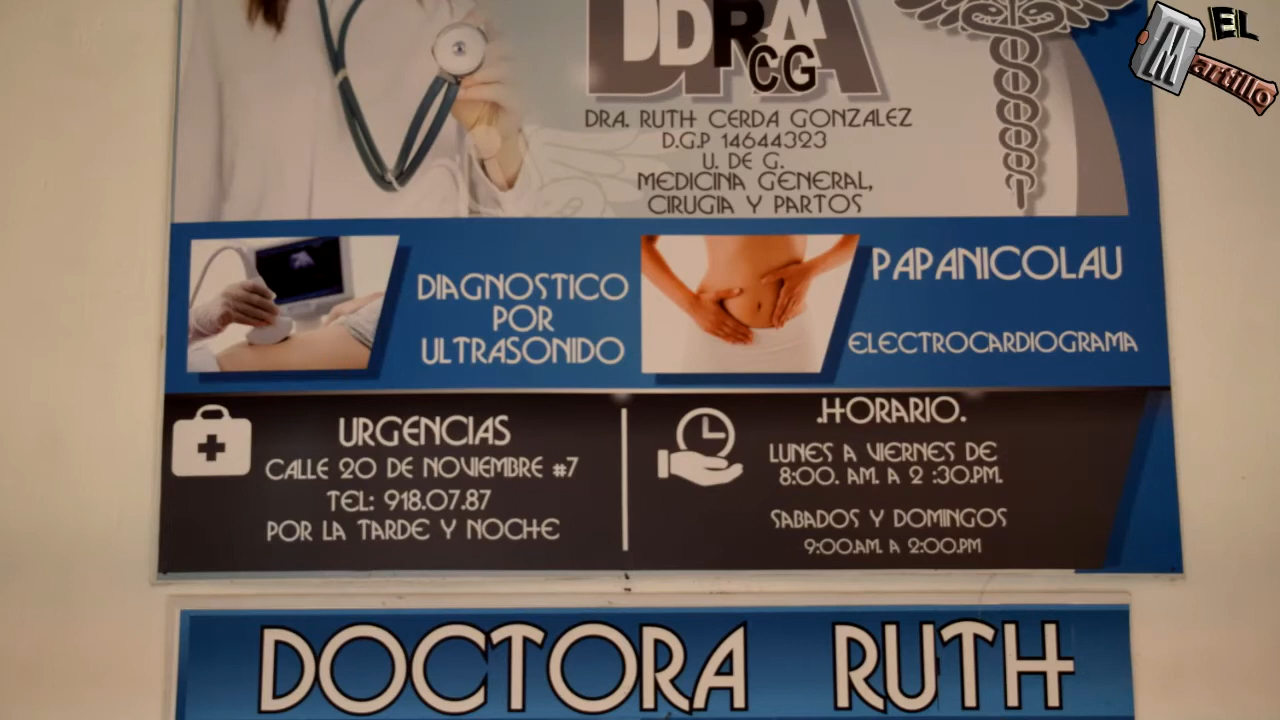 EL
Martillo
DDRA
CG
DRA. RUTH CERDA GONZALEZ
D.G.P 14644323
U. DE G.
MEDICINA GENERAL,
CIRUGIA Y PARTOS
DIAGNOSTICO
POR
ULTRASONIDO
PAPANICOLAU
ELECTROCARDIOGRAMA
URGENCIAS
CALLE 20 DE NOVIEMBRE #7
TEL: 918.07.87
POR LA TARDE Y NOCHE
.HORARIO.
LUNES A VIERNES DE
8:00. AM. A 2 :30.PM.
SABADOS Y DOMINGOS
9:00.AM. A 2:00.PM
DOCTORA RUTH